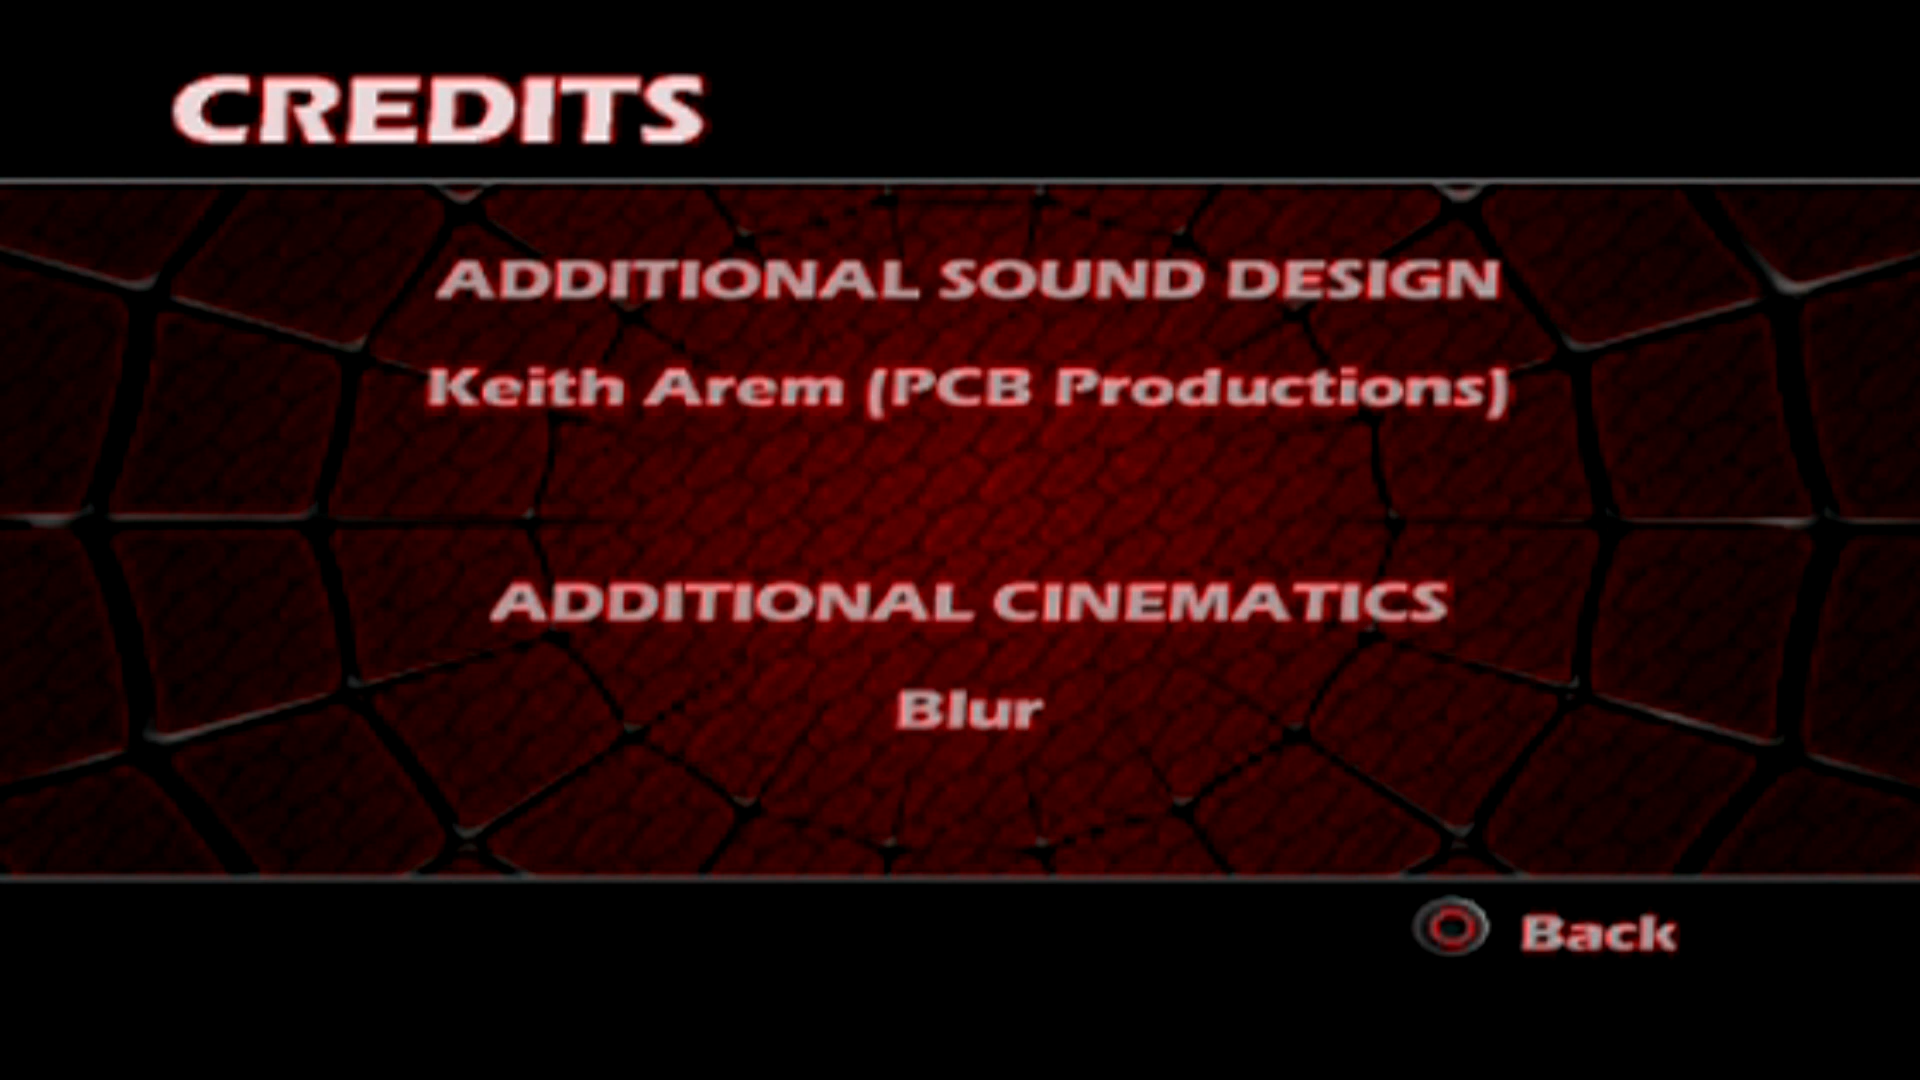 CREDITS
ADDITIONAL SOUND DESIGN
Keith Arem (PCB Productions)
ADDITIONAL CINEMATICS
Blur
Back